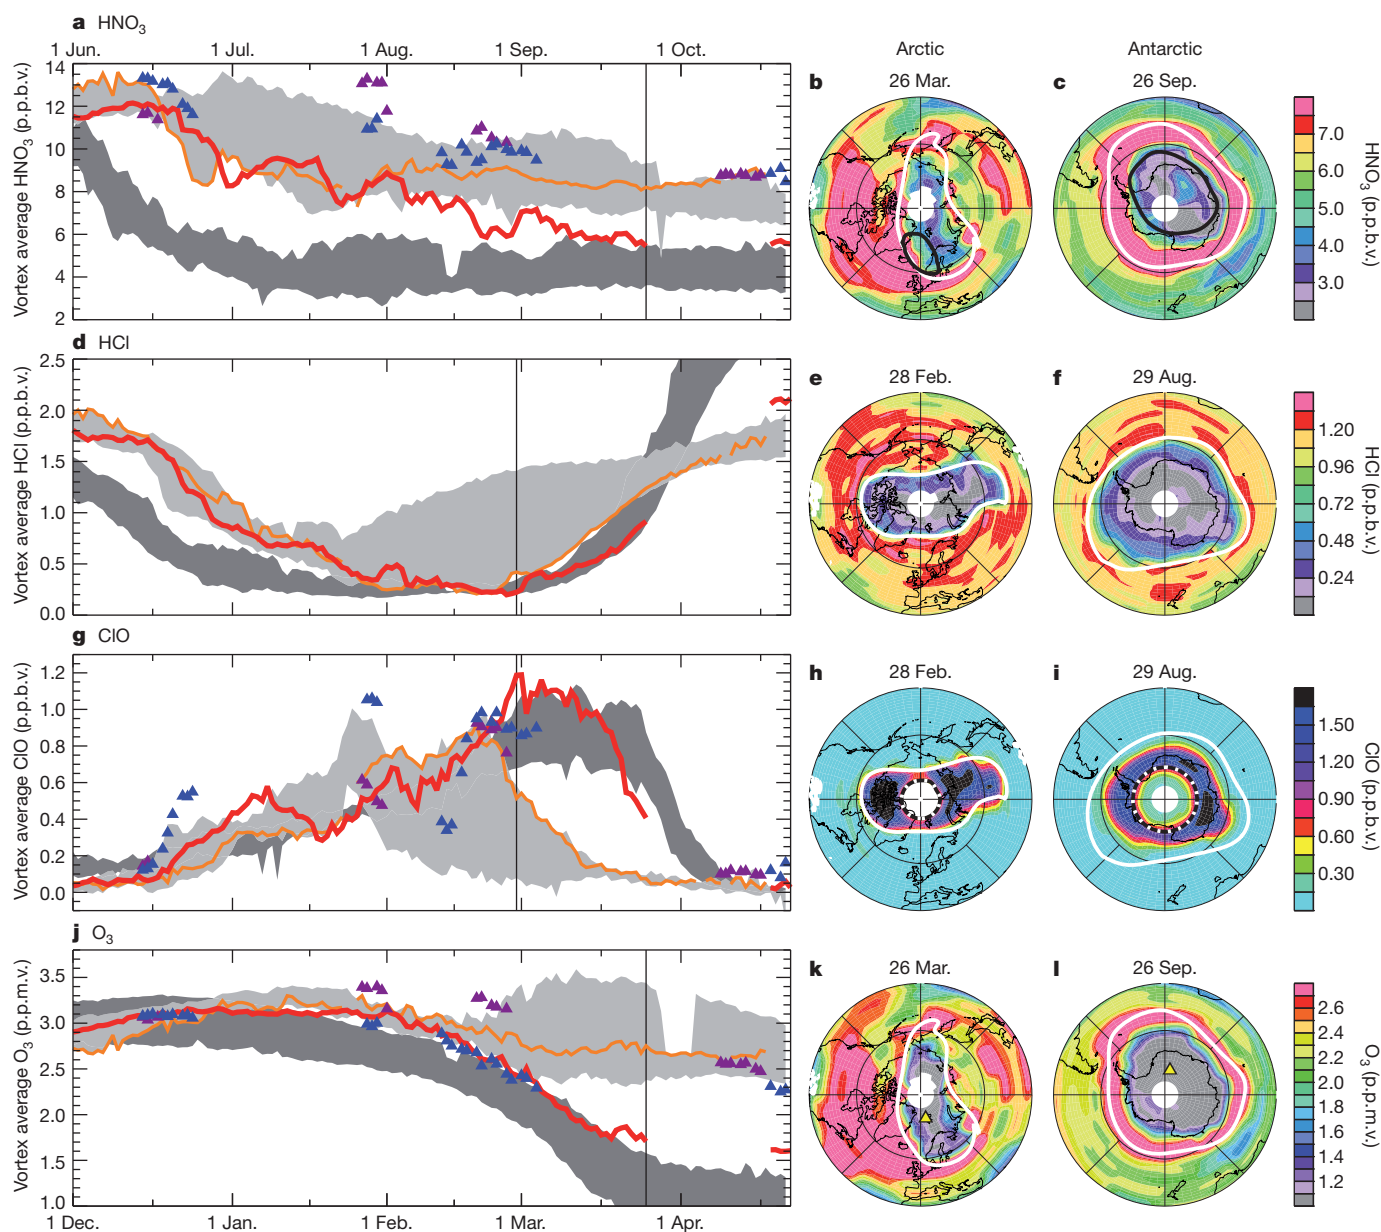 a HNO3
1 Jun. 1 Jul. 1 Aug. 1 Sep. 1 Oct.
Arctic Antarctic
14
12
10
8
6
4
2
Vortex average HNO3 (p.p.b.v.)
b 26 Mar.
c 26 Sep.
7.0
6.0
5.0
4.0
3.0
HNO3 (p.p.b.v.)
d HCl
2.5
2.0
1.5
1.0
0.5
0.0
Vortex average HCl (p.p.b.v.)
e 28 Feb.
f 29 Aug.
1.20
0.96
0.72
0.48
0.24
HCl (p.p.b.v.)
g ClO
1.2
1.0
0.8
0.6
0.4
0.2
0.0
Vortex average ClO (p.p.b.v.)
h 28 Feb.
i 29 Aug.
1.50
1.20
0.90
0.60
0.30
ClO (p.p.b.v.)
j O3
3.5
3.0
2.5
2.0
1.5
1.0
Vortex average O3 (p.p.m.v.)
1 Dec. 1 Jan. 1 Feb. 1 Mar. 1 Apr.
k 26 Mar.
l 26 Sep.
2.6
2.4
2.2
2.0
1.8
1.6
1.4
1.2
O3 (p.p.m.v.)